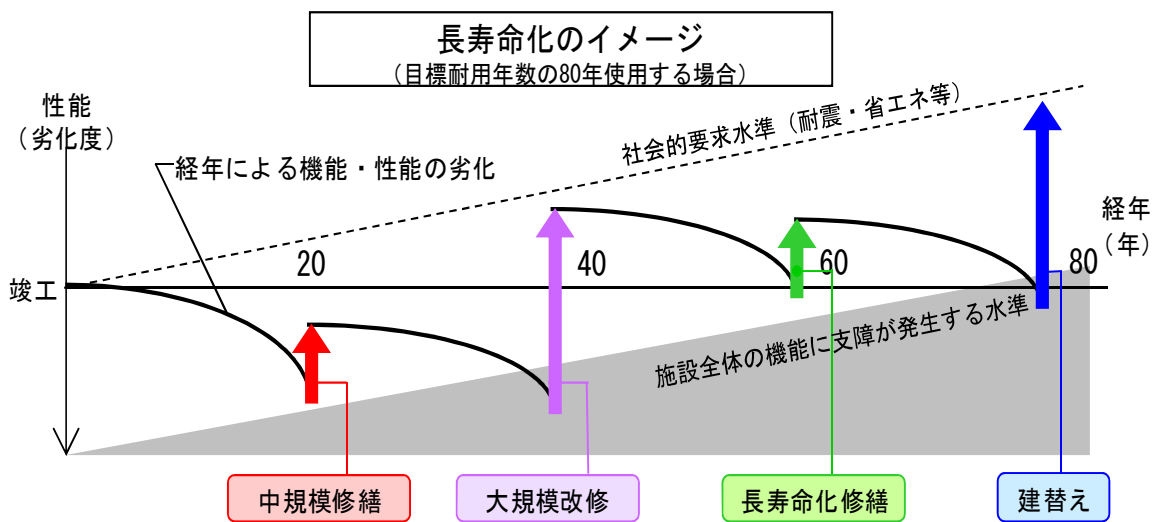 長寿命化のイメージ
（目標耐用年数の80年使用する場合）
性能
（劣化度）
経年による機能・性能の劣化
社会的要求水準（耐震・省エネ等）
経年
（年）
20
40
60
80
竣工
施設全体の機能に支障が発生する水準
中規模修繕
大規模改修
長寿命化修繕
建替え